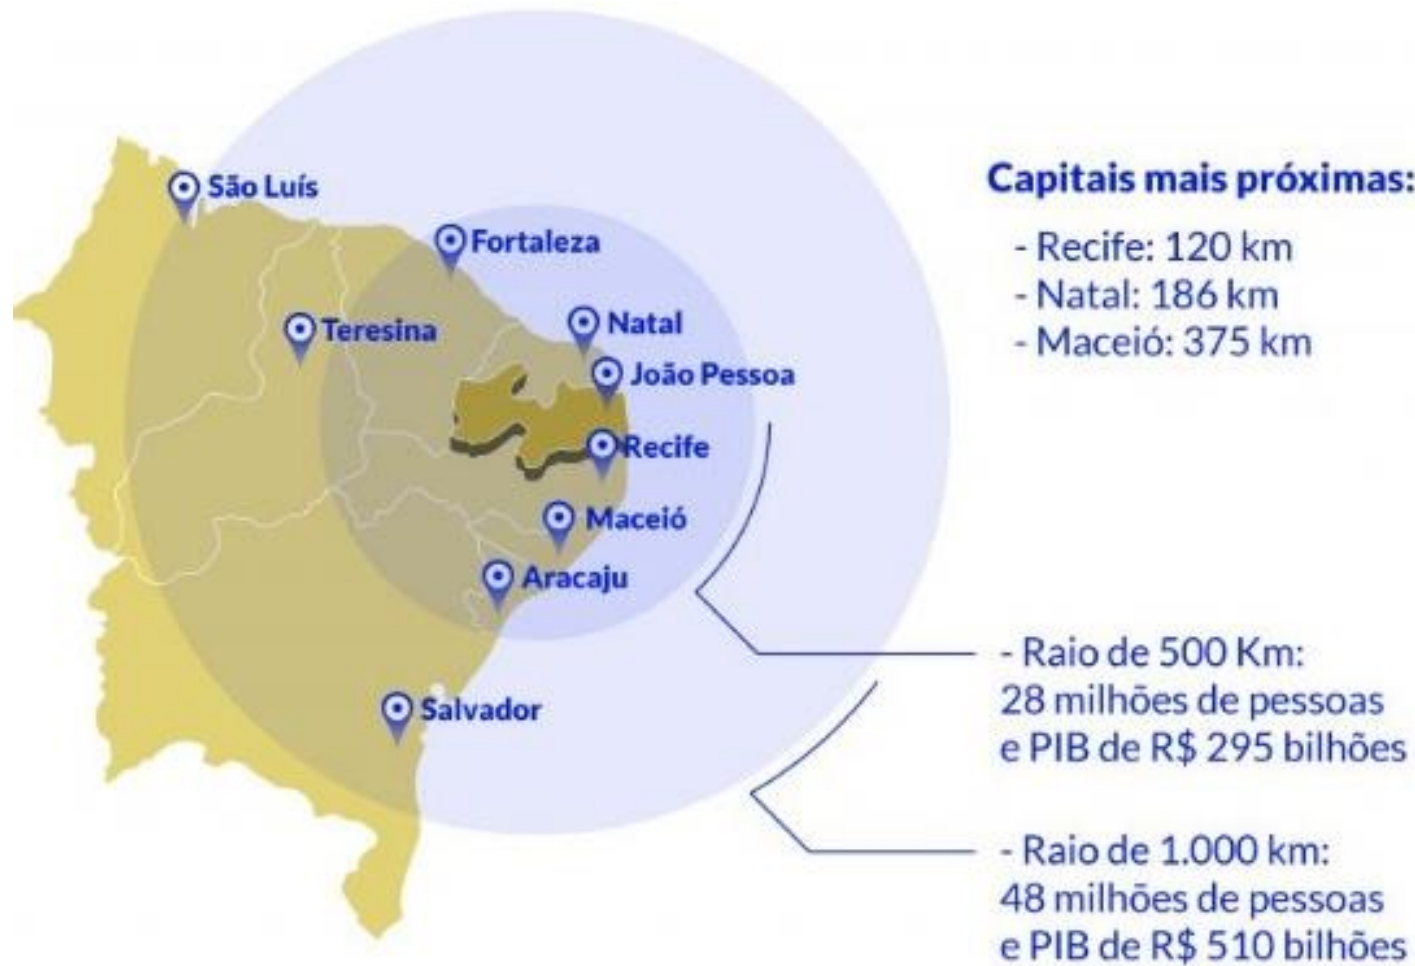 São Luís
Fortaleza
Teresina
Natal
João Pessoa
Recife
Maceió
Aracaju
Salvador
Capitais mais próximas:
- Recife: 120 km
- Natal: 186 km
- Maceió: 375 km
- Raio de 500 Km:
28 milhões de pessoas
e PIB de R$ 295 bilhões
- Raio de 1.000 km:
48 milhões de pessoas
e PIB de R$ 510 bilhões